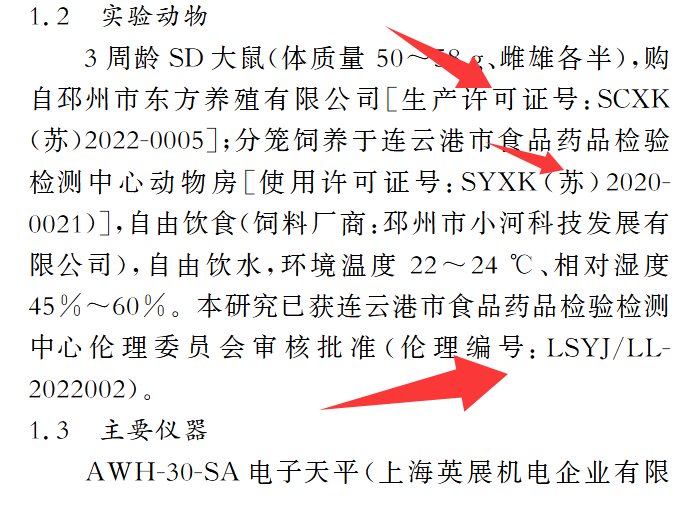 1.2 实验动物
3周龄SD大鼠(体质量 50～58 g、雌雄各半),购
自邳州市东方养殖有限公司[生产许可证号:SCXK
(苏)2022-0005];分笼饲养于连云港市食品药品检验
检测中心动物房[使用许可证号:SYXK(苏)2020-
0021)],自由饮食(饲料厂商:邳州市小河科技发展有
限公司),自由饮水,环境温度 22～24 ℃、相对湿度
45%～60%。本研究已获连云港市食品药品检验检测
中心伦理委员会审核批准(伦理编号:LSYJ/LL-
2022002)。
1.3 主要仪器
AWH-30-SA电子天平(上海英展机电企业有限